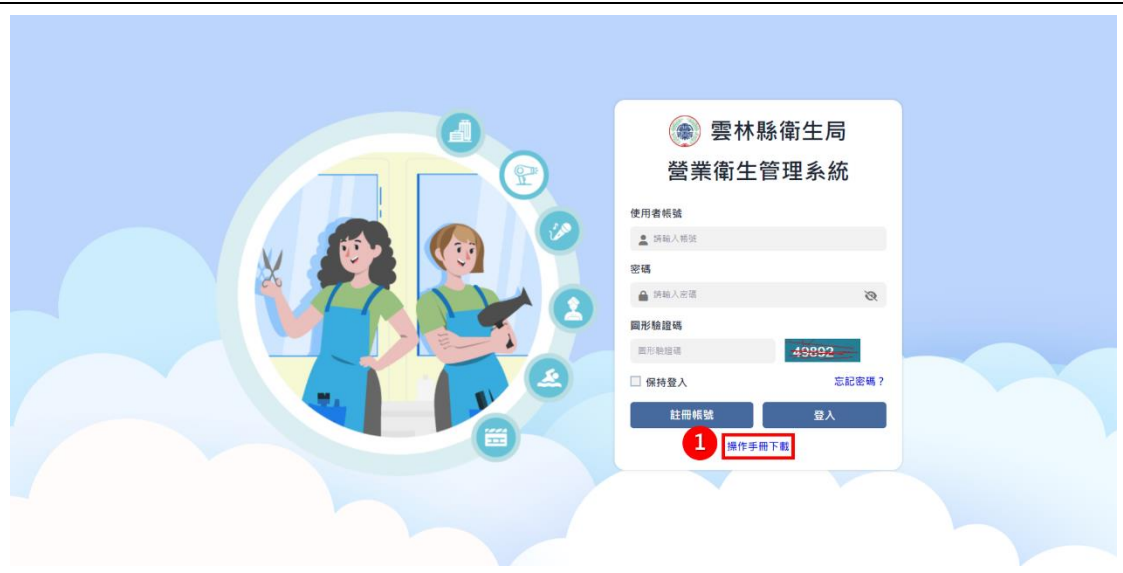 雲林縣衛生局
營業衛生管理系統
使用者帳號
請輸入帳號
密碼
請輸入密碼
圖形驗證碼
圖形驗證碼 49892
保持登入 忘記密碼？
註冊帳號 登入
1 操作手冊下載